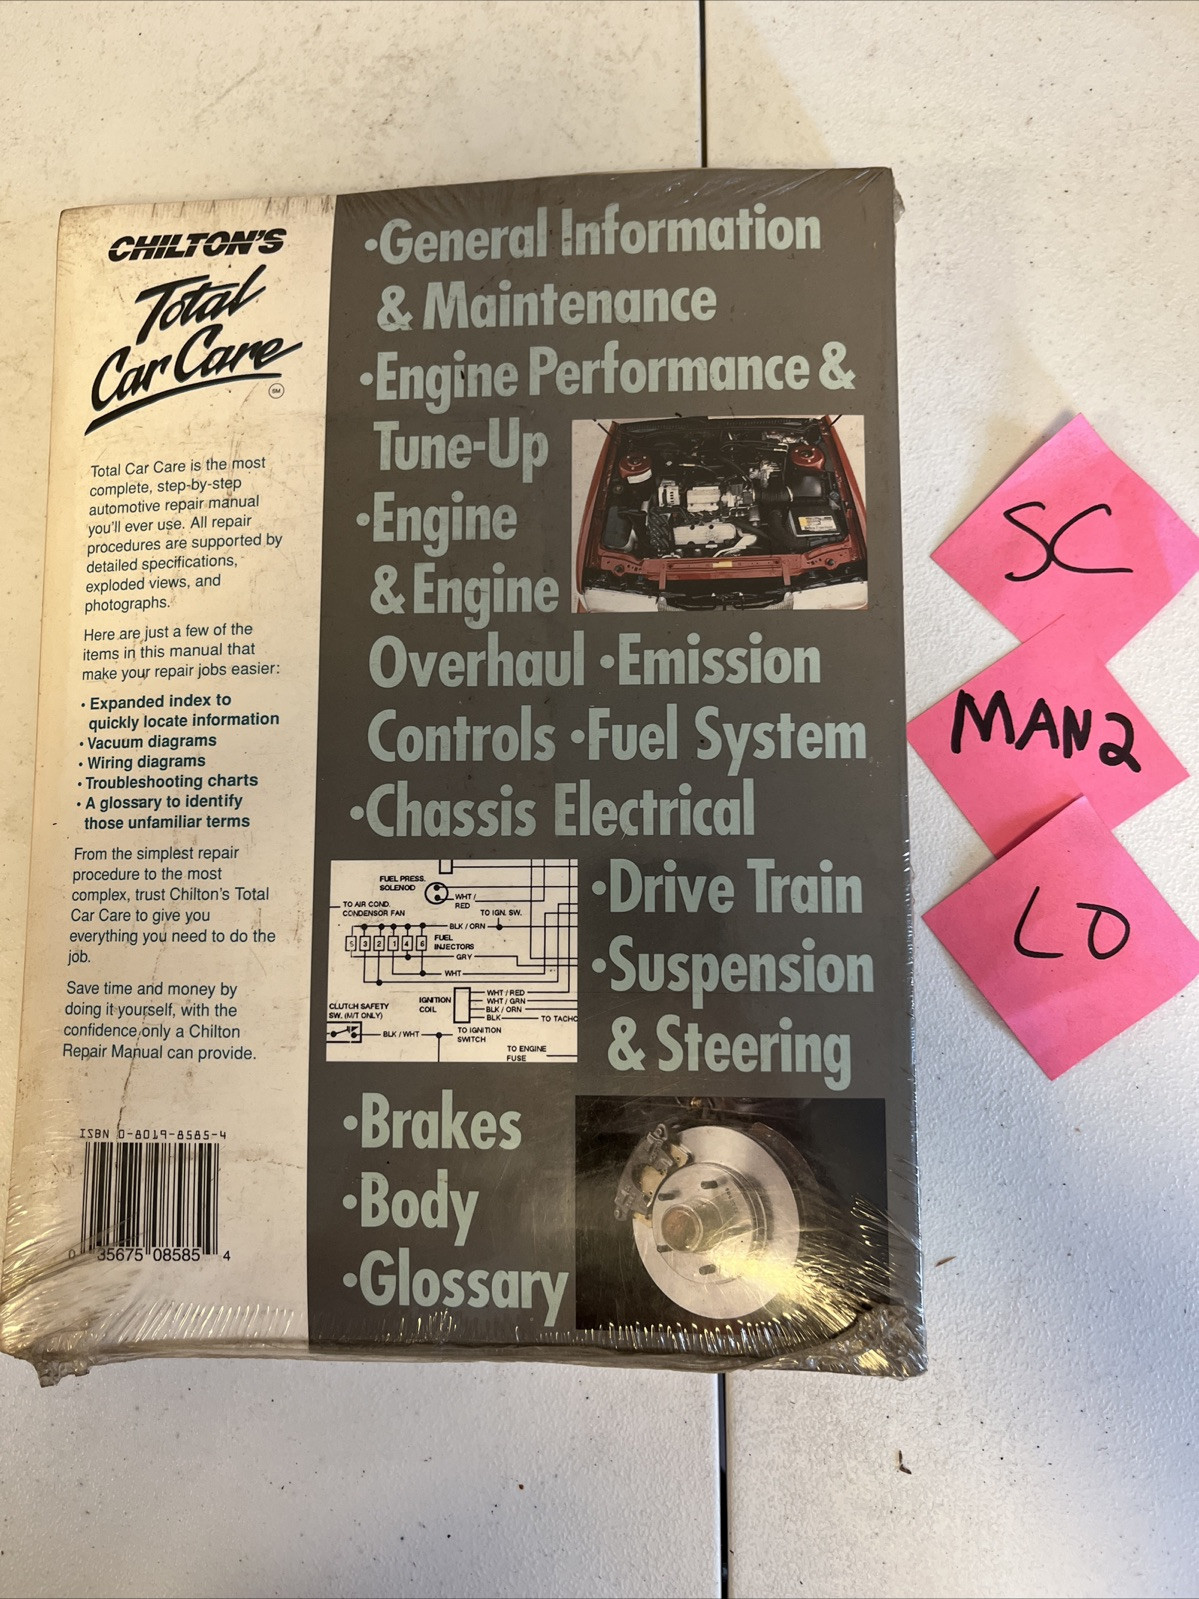 CHILTON'S
Total
Car Care
SM
Total Car Care is the most
complete, step-by-step
automotive repair manual
you'll ever use. All repair
procedures are supported by
detailed specifications,
exploded views, and
photographs.
Here are just a few of the
items in this manual that
make your repair jobs easier:
• Expanded index to
quickly locate information
• Vacuum diagrams
• Wiring diagrams
• Troubleshooting charts
• A glossary to identify
those unfamiliar terms
From the simplest repair
procedure to the most
complex, trust Chilton's Total
Car Care to give you
everything you need to do the
job.
Save time and money by
doing it yourself, with the
confidence only a Chilton
Repair Manual can provide.
ISBN 0-8019-8585-4
0 35675 08585 4
•General Information
& Maintenance
•Engine Performance &
Tune-Up
•Engine
& Engine
Overhaul •Emission
Controls •Fuel System
•Chassis Electrical
FUEL PRESS.
SOLENOID
WHT /
RED
TO AIR COND.
CONDENSOR FAN
TO IGN. SW.
BLK / ORN
5 3 2 1 4 6
FUEL
INJECTORS
GRY
WHT
CLUTCH SAFETY
SW. (M/T ONLY)
IGNITION
COIL
WHT / RED
WHT / GRN
BLK / ORN
BLK
TO TACHO
BLK / WHT
TO IGNITION
SWITCH
TO ENGINE
FUSE
•Drive Train
•Suspension
& Steering
•Brakes
•Body
•Glossary
SC
MAN2
LO